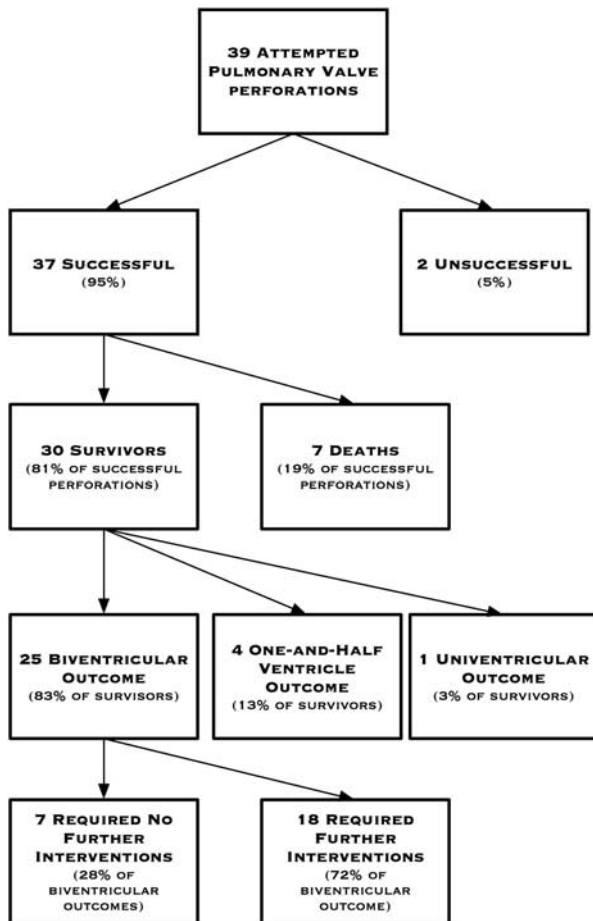 39 Attempted
Pulmonary Valve
perforations
37 Successful
(95%)
2 Unsuccessful
(5%)
30 Survivors
(81% of successful
perforations)
7 Deaths
(19% of successful
perforations)
25 Biventricular
Outcome
(83% of survisors)
4 One-and-Half
Ventricle
Outcome
(13% of survivors)
1 Univentricular
Outcome
(3% of survivors)
7 Required No
Further
Interventions
(28% of
biventricular
outcomes)
18 Required
Further
Interventions
(72% of
biventricular
outcome)